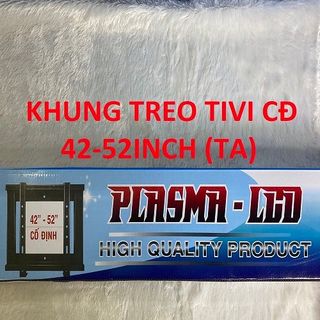 KHUNG TREO TIVI CĐ
42-52INCH (TA)
42" - 52"
CỐ ĐỊNH
PLASMA - LCD
HIGH QUALITY PRODUCT